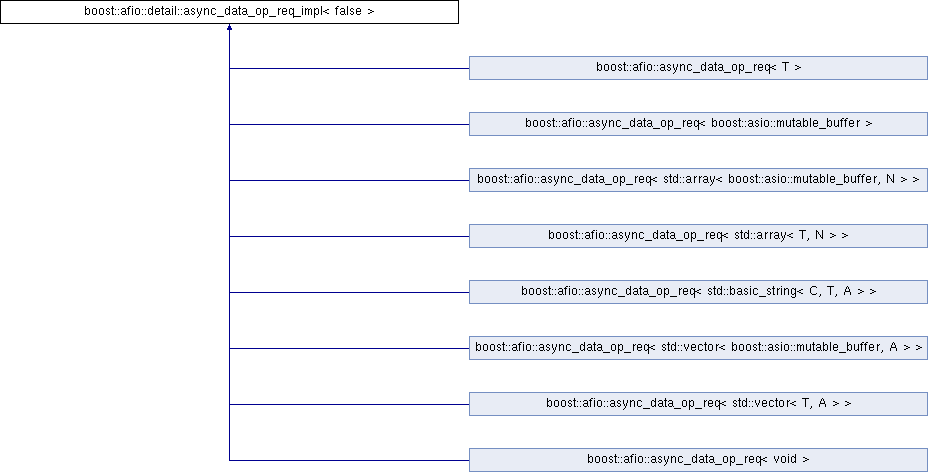 boost::afio::detail::async_data_op_req_impl< false >
boost::afio::async_data_op_req< T >
boost::afio::async_data_op_req< boost::asio::mutable_buffer >
boost::afio::async_data_op_req< std::array< boost::asio::mutable_buffer, N > >
boost::afio::async_data_op_req< std::array< T, N > >
boost::afio::async_data_op_req< std::basic_string< C, T, A > >
boost::afio::async_data_op_req< std::vector< boost::asio::mutable_buffer, A > >
boost::afio::async_data_op_req< std::vector< T, A > >
boost::afio::async_data_op_req< void >